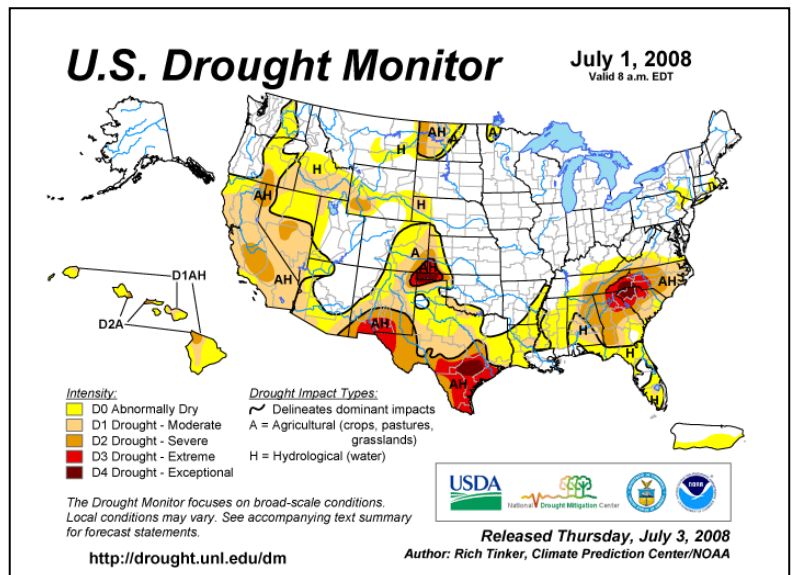 U.S. Drought Monitor
July 1, 2008
Valid 8 a.m. EDT
H
AH
A
A
H
H
AH
H
A
AH
AH
AH
AH
AH
H
H
H
D1AH
D2A
Intensity:
D0 Abnormally Dry
D1 Drought - Moderate
D2 Drought - Severe
D3 Drought - Extreme
D4 Drought - Exceptional
Drought Impact Types:
Delineates dominant impacts
A = Agricultural (crops, pastures,
grasslands)
H = Hydrological (water)
USDA
National Drought Mitigation Center
NOAA
The Drought Monitor focuses on broad-scale conditions.
Local conditions may vary. See accompanying text summary
for forecast statements.
http://drought.unl.edu/dm
Released Thursday, July 3, 2008
Author: Rich Tinker, Climate Prediction Center/NOAA